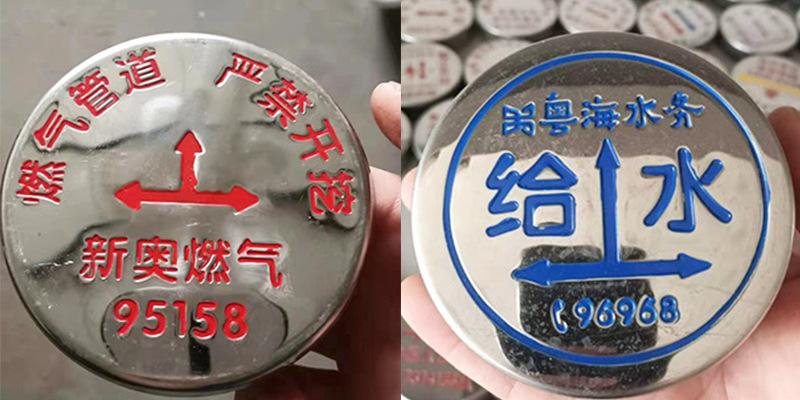 燃气管道 严禁开挖
新奥燃气
95158
粤海水务
给水
96968